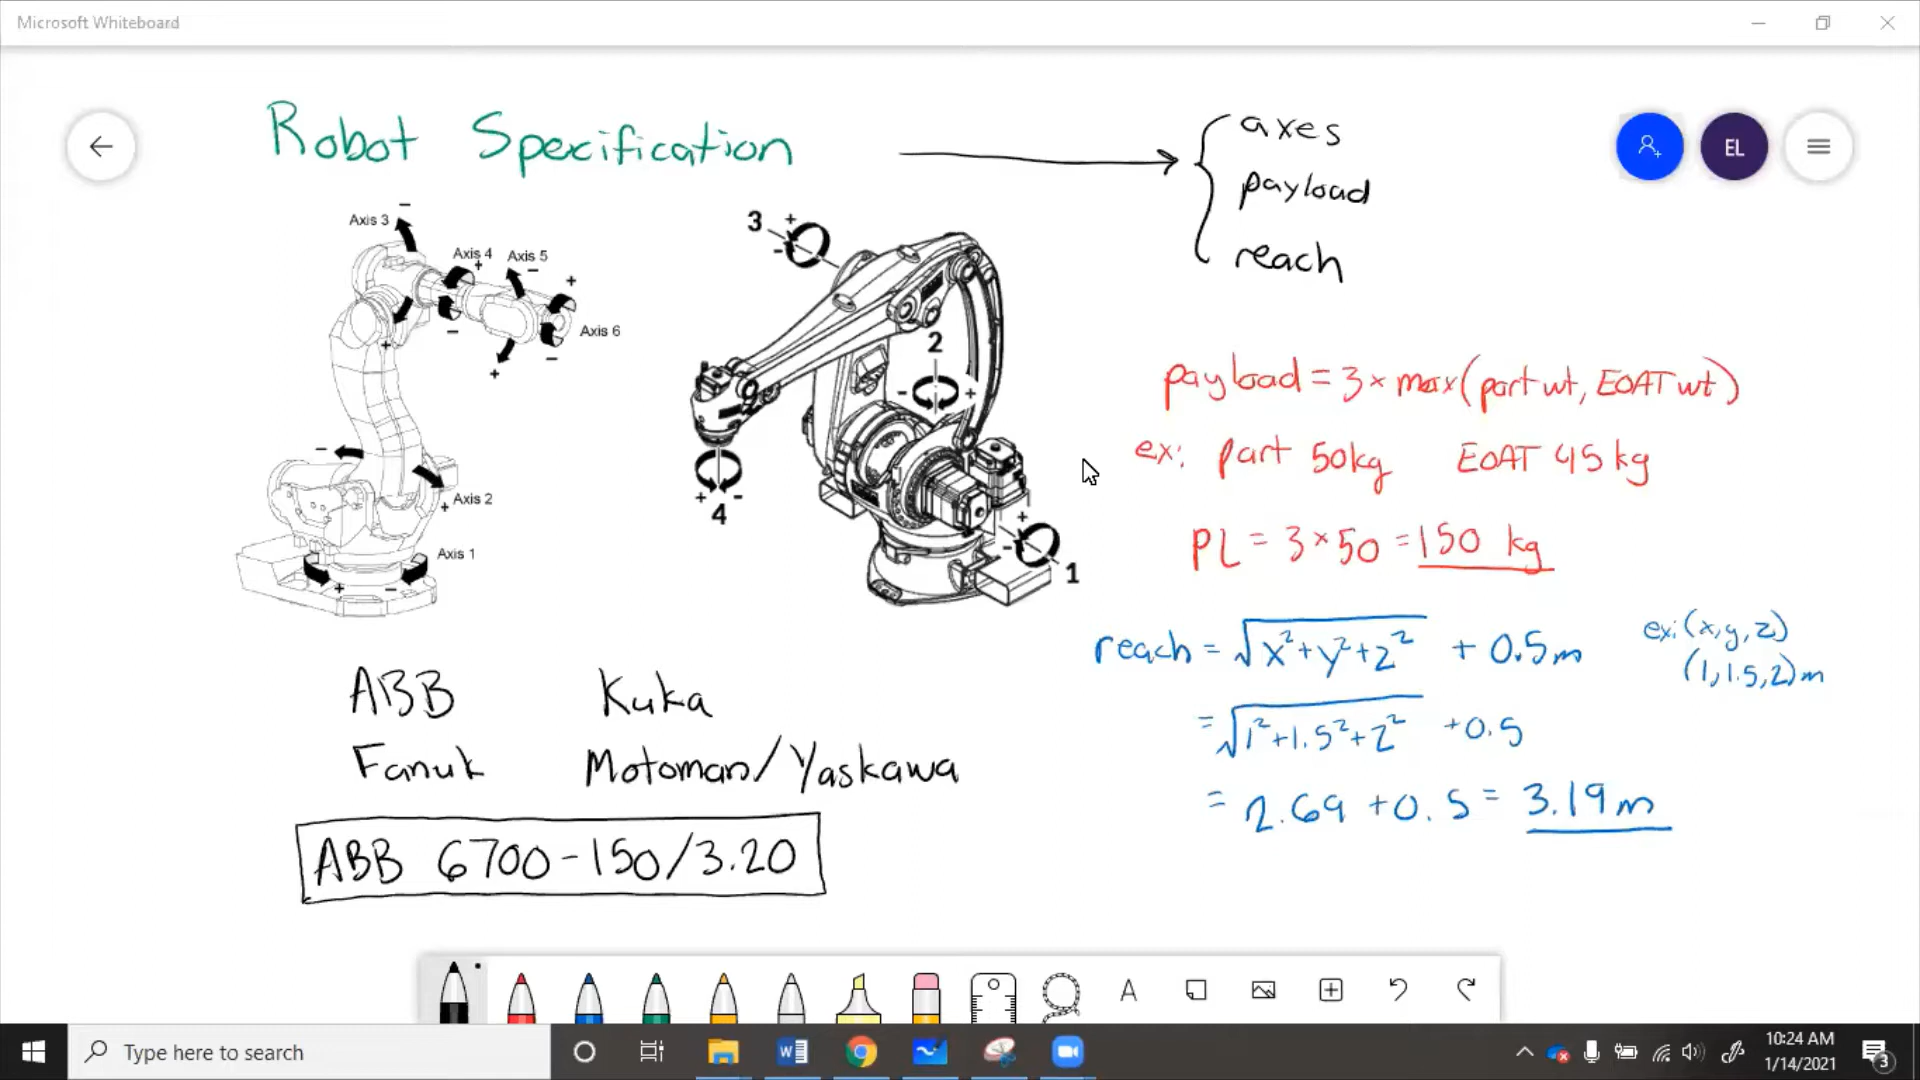 Microsoft Whiteboard
Robot Specification
axes
payload
reach
EL
Axis 3
−
Axis 4
+
Axis 5
−
+
Axis 6
−
−
+
+
−
Axis 2
+
Axis 1
+
−
3
+
-
2
-
+
+
-
4
+
-
1
payload = 3 × max(part wt, EOAT wt)
ex: part 50kg EOAT 45 kg
PL = 3 × 50 = 150 kg
reach = √x²+y²+z² + 0.5m
ex: (x,y,z)
(1,1.5,2)m
= √1²+1.5²+2² +0.5
= 2.69 +0.5 = 3.19m
ABB Kuka
Fanuk Motoman/Yaskawa
ABB 6700-150/3.20
A
Type here to search
10:24 AM
1/14/2021
3